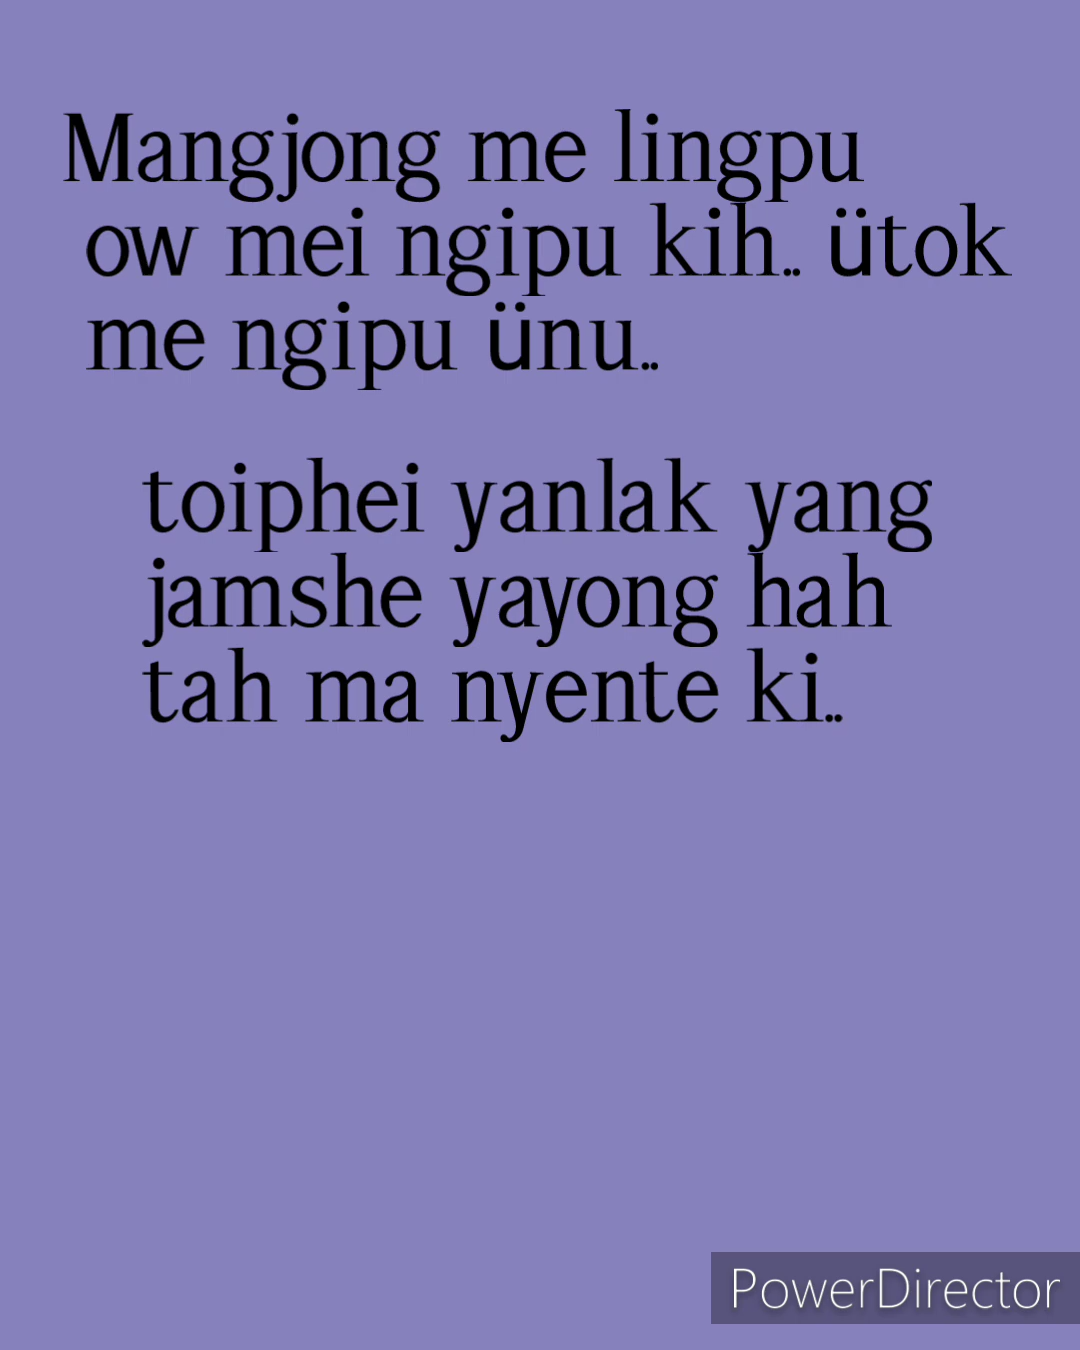 Mangjong me lingpu
ow mei ngipu kih.. ütok
me ngipu ünu..
toiphei yanlak yang
jamshe yayong hah
tah ma nyente ki..
PowerDirector